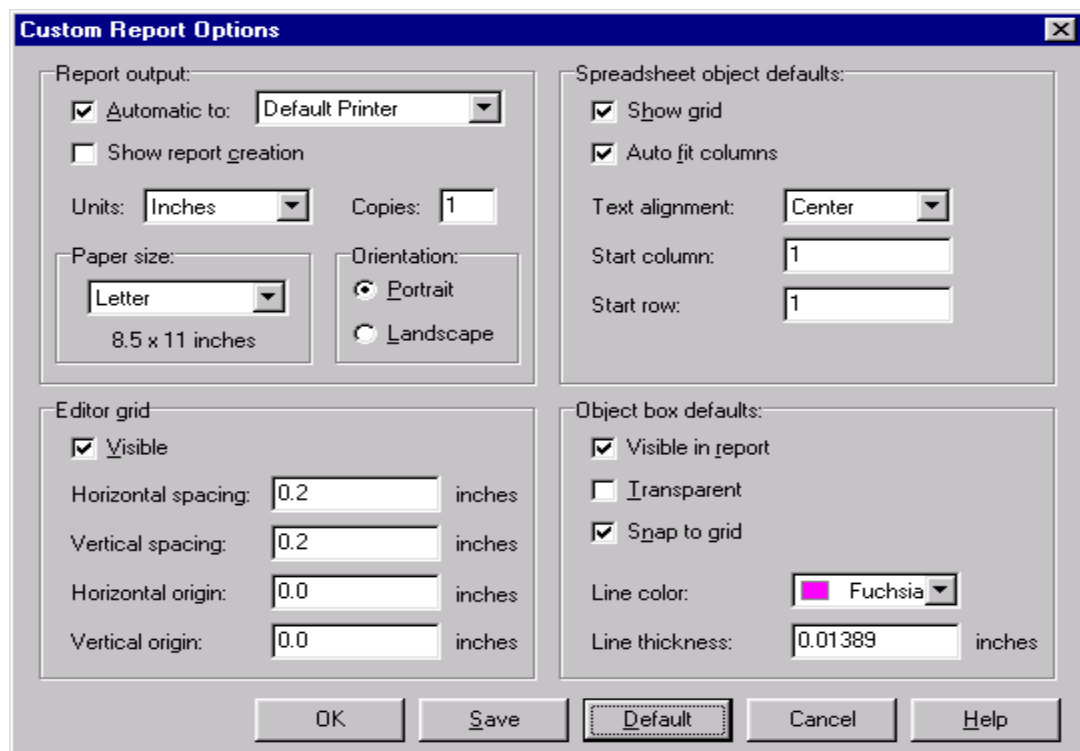 Custom Report Options
Report output:
Automatic to: Default Printer
Show report creation
Units: Inches Copies: 1
Paper size:
Letter
8.5 x 11 inches
Orientation:
Portrait
Landscape
Spreadsheet object defaults:
Show grid
Auto fit columns
Text alignment: Center
Start column: 1
Start row: 1
Editor grid
Visible
Horizontal spacing: 0.2 inches
Vertical spacing: 0.2 inches
Horizontal origin: 0.0 inches
Vertical origin: 0.0 inches
Object box defaults:
Visible in report
Transparent
Snap to grid
Line color: Fuchsia
Line thickness: 0.01389 inches
OK Save Default Cancel Help